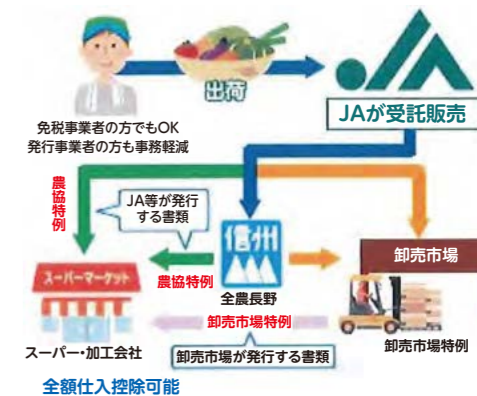 出荷
JA
JAが受託販売
免税事業者の方でもOK
発行事業者の方も事務軽減
農協特例
JA等が発行
する書類
信州
卸売市場
スーパーマーケット
農協特例
全農長野
卸売市場特例
卸売市場特例
スーパー・加工会社
卸売市場が発行する書類
全額仕入控除可能